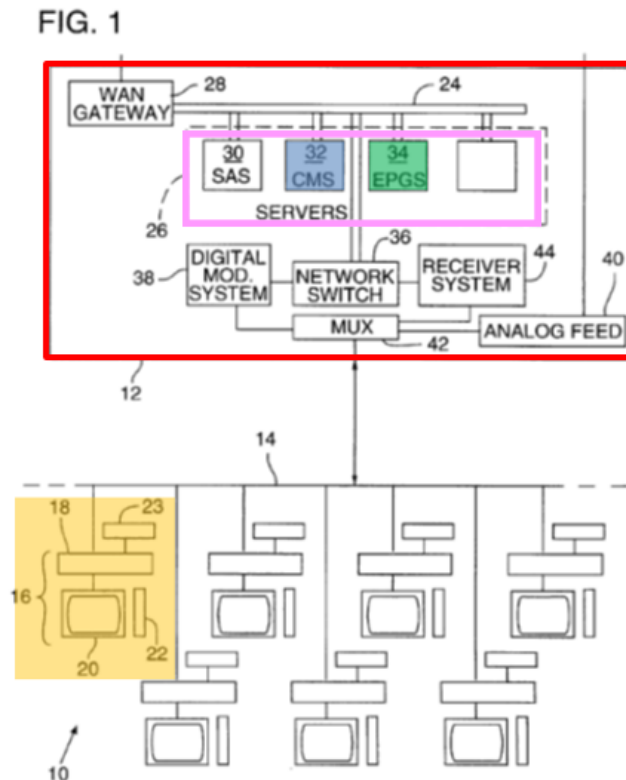 FIG. 1
WAN
GATEWAY
28
24
30
SAS
32
CMS
34
EPGS
SERVERS
26
36
44
40
DIGITAL
MOD.
SYSTEM
38
NETWORK
SWITCH
RECEIVER
SYSTEM
MUX
42
ANALOG FEED
12
14
18
23
16
20
22
10